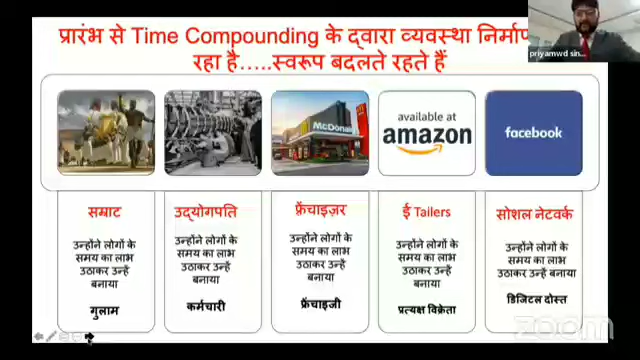 प्रारंभ से Time Compounding के द्वारा व्यवस्था
रहा है.....स्वरूप बदलते रहते हैं
priyamwd sin...
McDonald
available at
amazon
facebook
सम्राट
उन्होंने लोगों के
समय का लाभ
उठाकर उन्हें
बनाया
गुलाम
उद्योगपति
उन्होंने लोगों के
समय का लाभ
उठाकर उन्हें
बनाया
कर्मचारी
फ्रैंचाइज़र
उन्होंने लोगों के
समय का लाभ
उठाकर उन्हें
बनाया
फ्रैंचाइजी
ई Tailers
उन्होंने लोगों के
समय का लाभ
उठाकर उन्हें
बनाया
प्रत्यक्ष विक्रेता
सोशल नेटवर्क
उन्होंने लोगों के
समय का लाभ
उठाकर उन्हें
बनाया
डिजिटल दोस्त
zoom